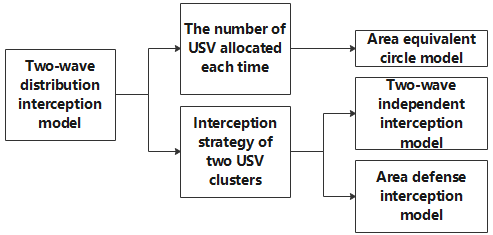 Two-wave
distribution
interception
model
The number of
USV allocated
each time
Interception
strategy of
two USV
clusters
Area equivalent
circle model
Two-wave
independent
interception
model
Area defense
interception
model